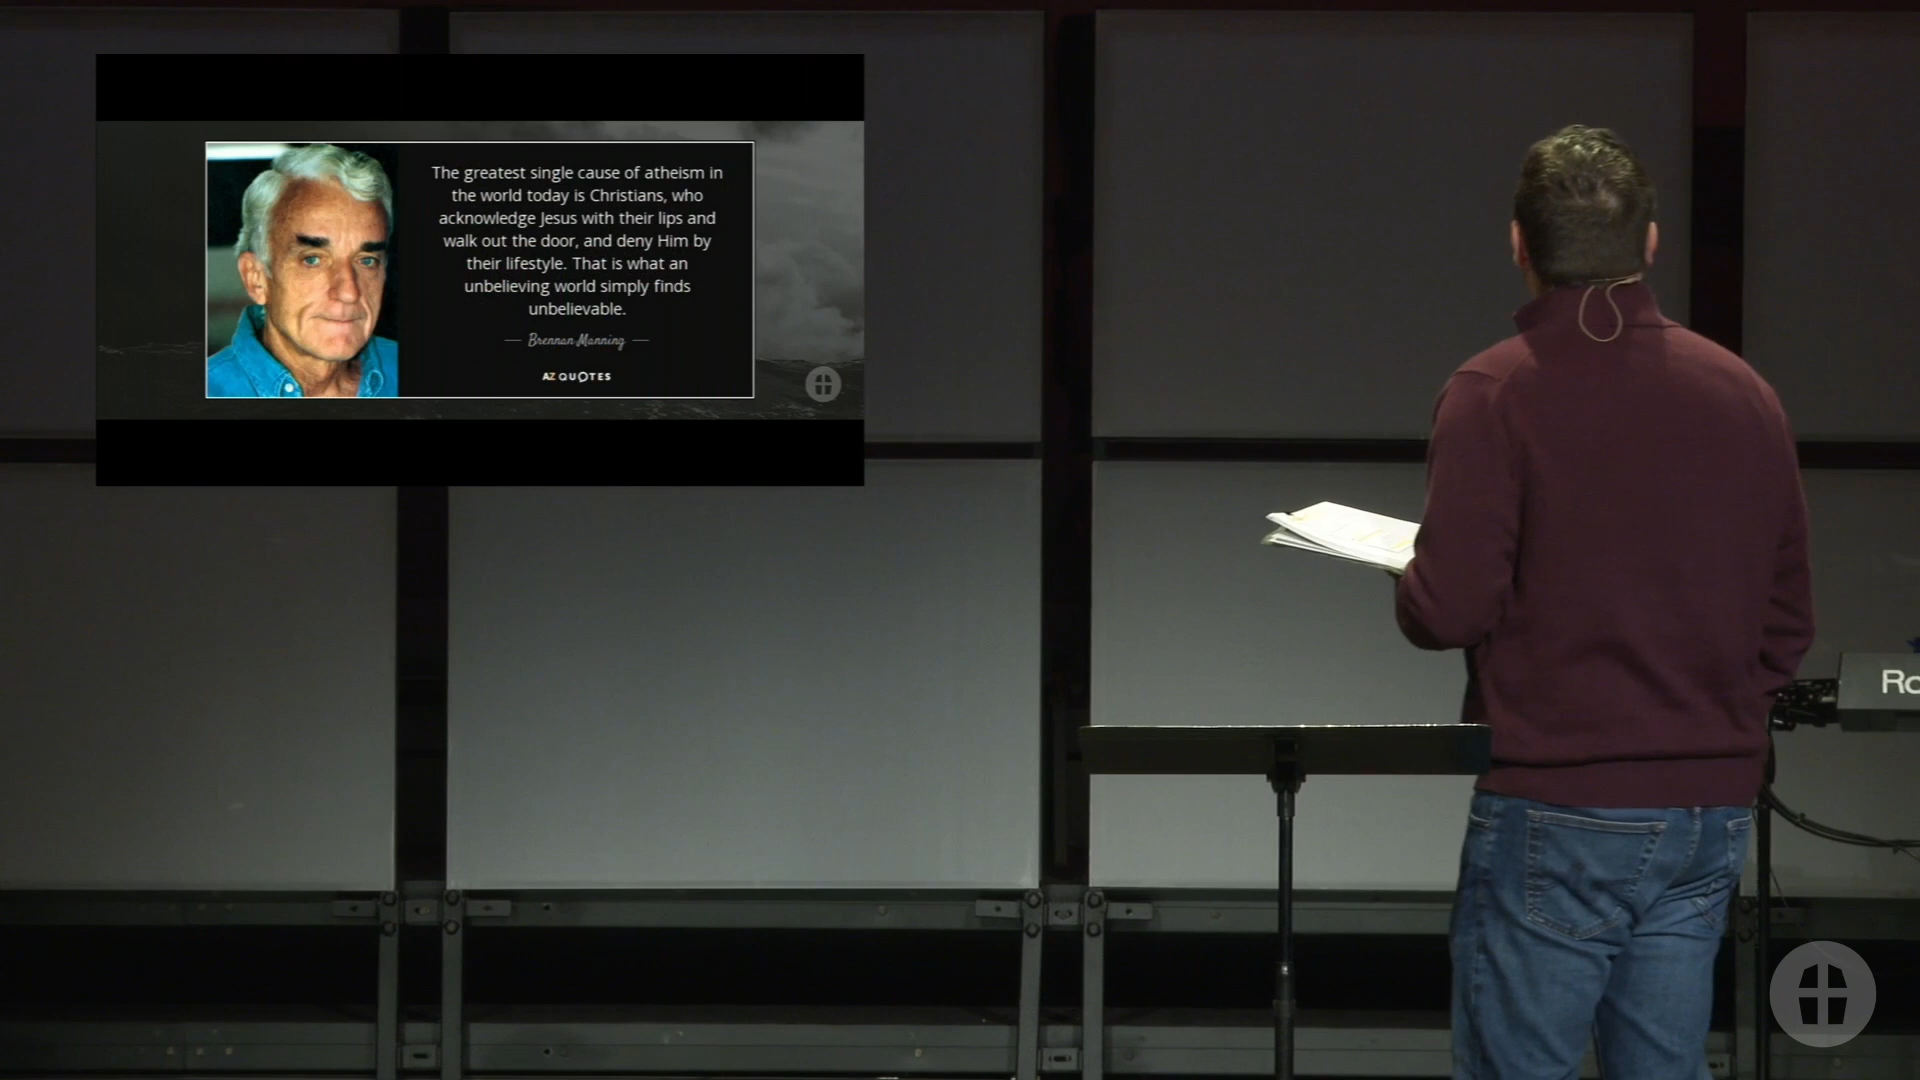 The greatest single cause of atheism in
the world today is Christians, who
acknowledge Jesus with their lips and
walk out the door, and deny Him by
their lifestyle. That is what an
unbelieving world simply finds
unbelievable.
— Brennan Manning —
AZ QUOTES
Ro